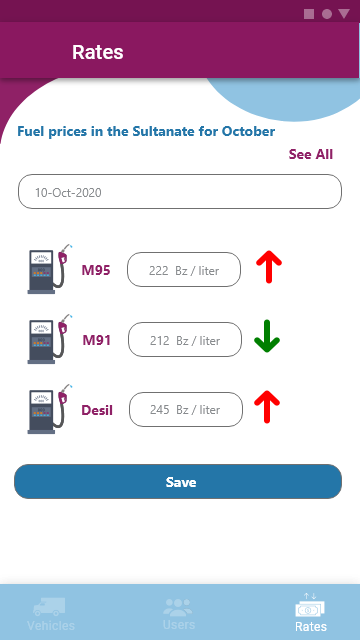 Rates
Fuel prices in the Sultanate for October
See All
10-Oct-2020
M95 222 Bz / liter
M91 212 Bz / liter
Desil 245 Bz / liter
Save
Vehicles Users Rates